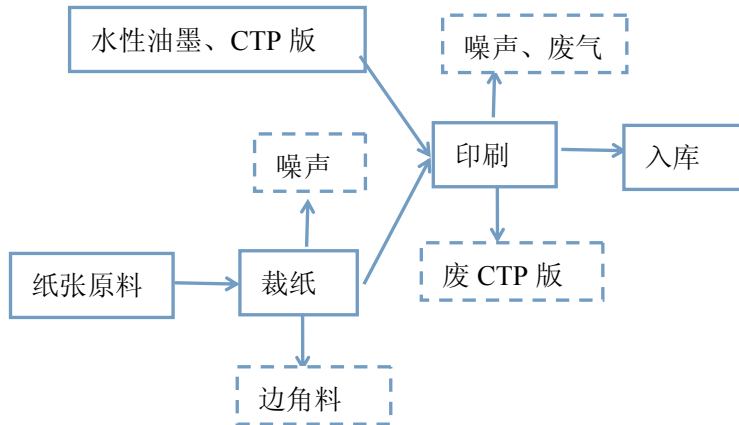 水性油墨、CTP 版
噪声、废气
噪声
印刷
入库
纸张原料
裁纸
废 CTP 版
边角料